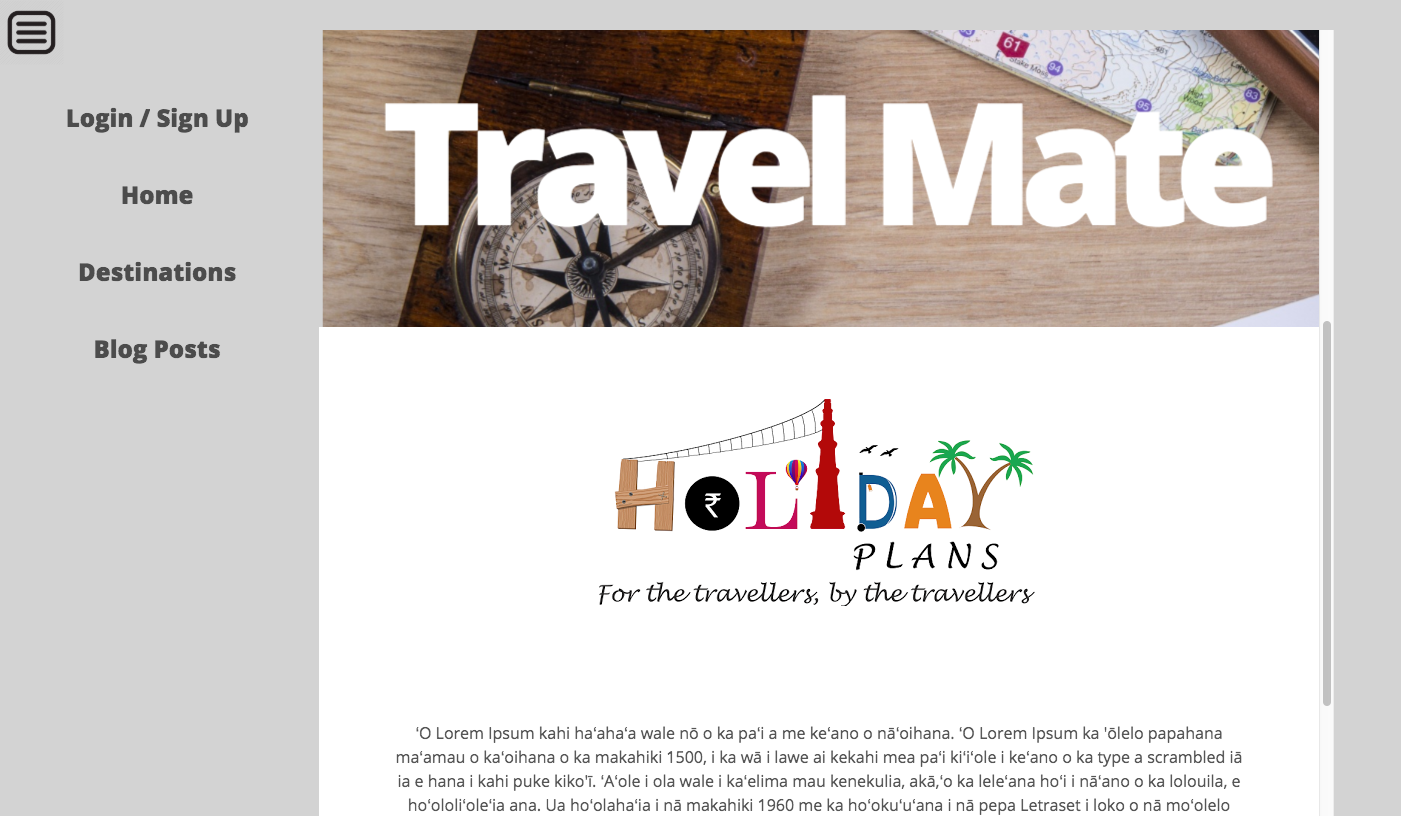 Login / Sign Up
Home
Destinations
Blog Posts
61
94
95
83
Travel Mate
HOLIDAY
PLANS
For the travellers, by the travellers
ʻO Lorem Ipsum kahi haʻahaʻa wale nō o ka paʻi a me keʻano o nāʻoihana. ʻO Lorem Ipsum ka 'ōlelo papahana
maʻamau o kaʻoihana o ka makahiki 1500, i ka wā i lawe ai kekahi mea paʻi kiʻiʻole i keʻano o ka type a scrambled iā
ia e hana i kahi puke kiko'ī. ʻAʻole i ola wale i kaʻelima mau kenekulia, akā,ʻo ka leleʻana hoʻi i nāʻano o ka lolouila, e
hoʻololiʻoleʻia ana. Ua hoʻolahaʻia i nā makahiki 1960 me ka hoʻokuʻuʻana i nā pepa Letraset i loko o nā moʻolelo